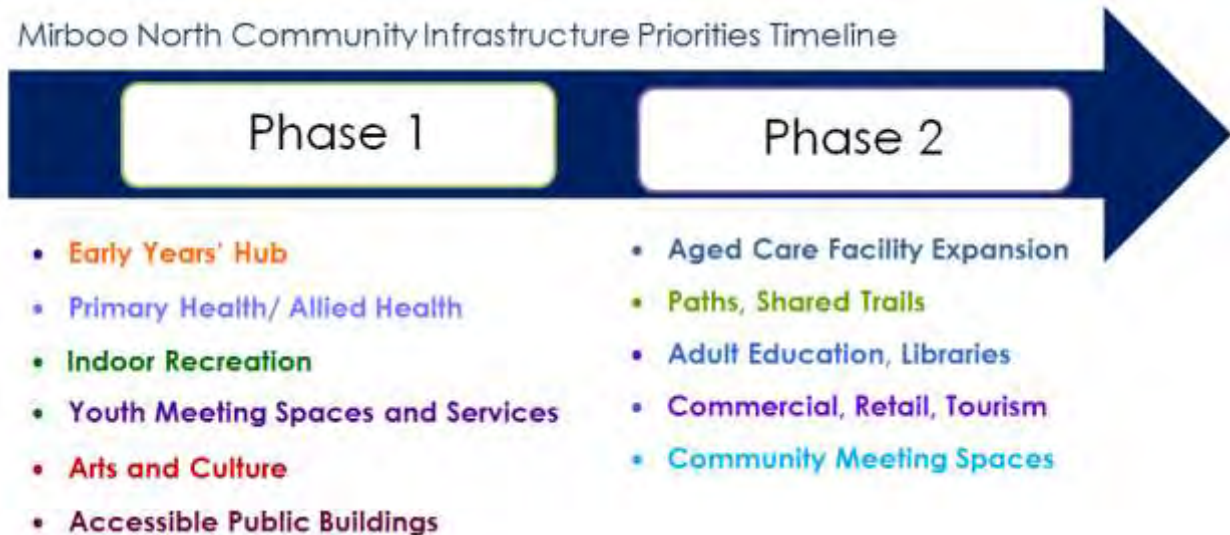 Mirboo North Community Infrastructure Priorities Timeline
Phase 1
Phase 2
• Early Years' Hub
• Primary Health/ Allied Health
• Indoor Recreation
• Youth Meeting Spaces and Services
• Arts and Culture
• Accessible Public Buildings
• Aged Care Facility Expansion
• Paths, Shared Trails
• Adult Education, Libraries
• Commercial, Retail, Tourism
• Community Meeting Spaces